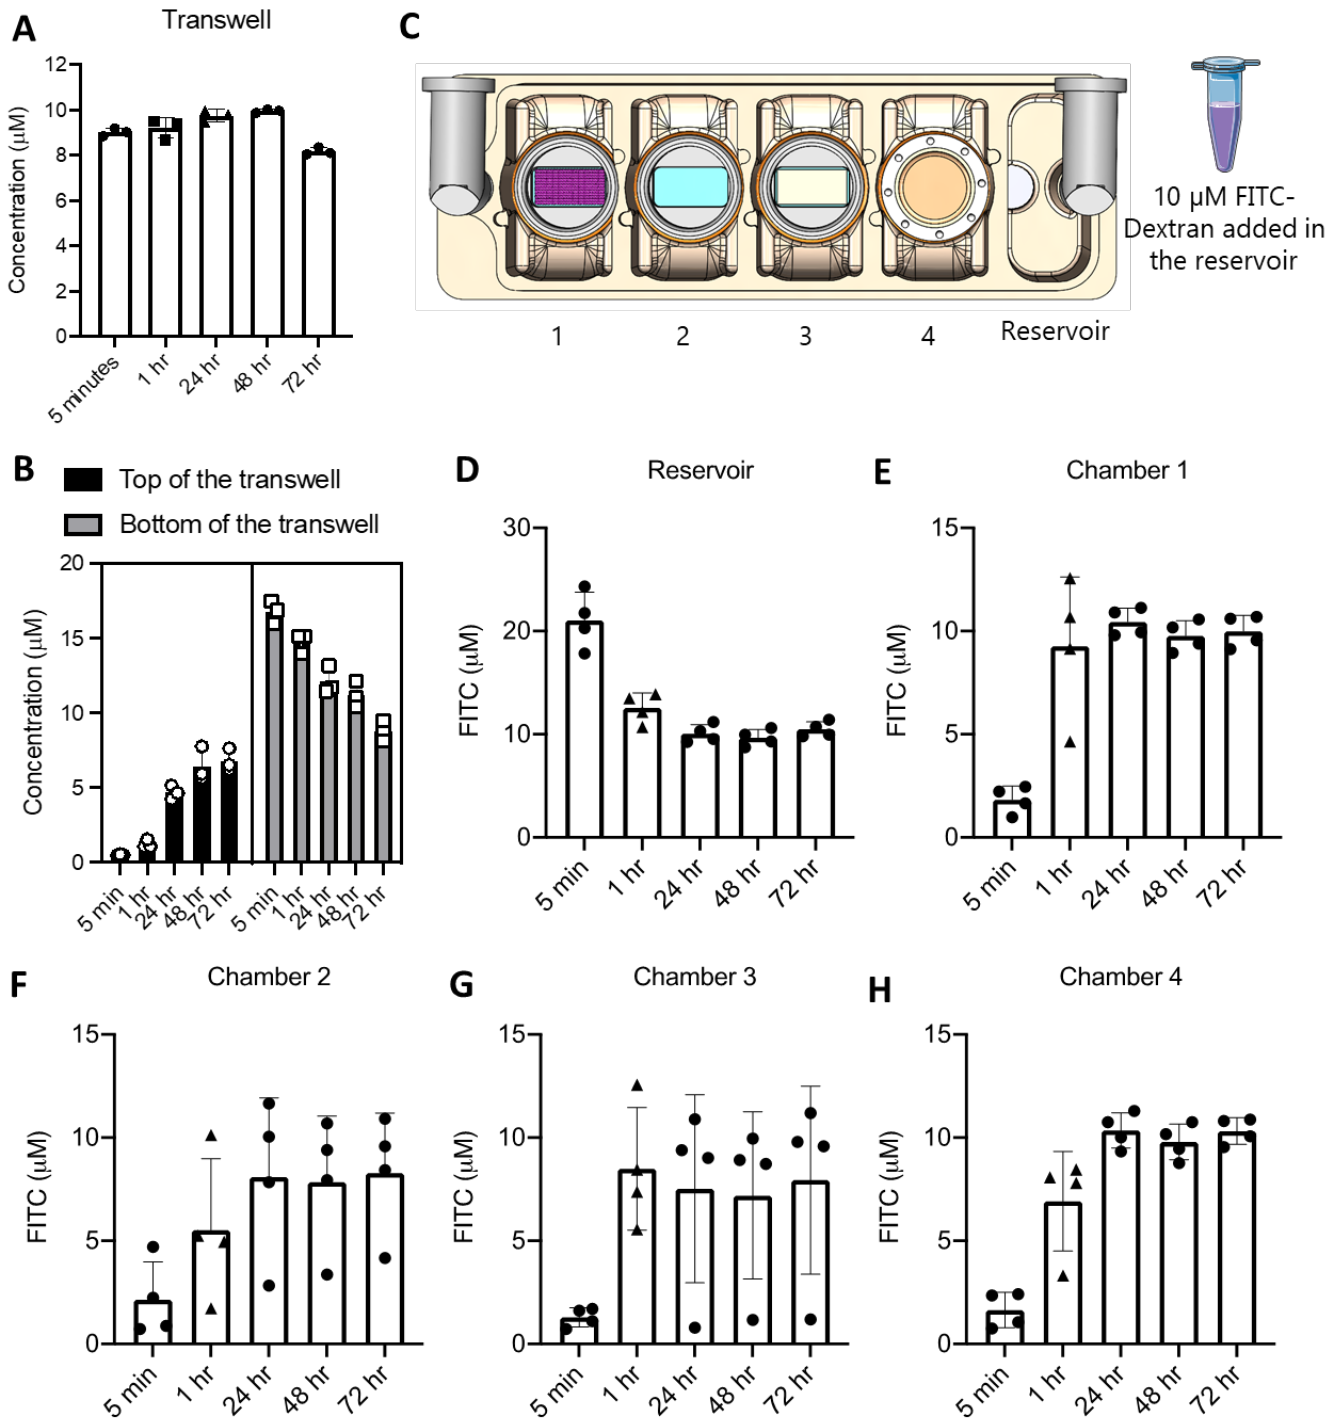 A
Transwell
Concentration (μM)
12
10
8
6
4
2
0
5 minutes
1 hr
24 hr
48 hr
72 hr
C
1
2
3
4
Reservoir
10 μM FITC-
Dextran added in
the reservoir
B
Top of the transwell
Bottom of the transwell
Concentration (μM)
20
15
10
5
0
5 min
1 hr
24 hr
48 hr
72 hr
5 min
1 hr
24 hr
48 hr
72 hr
D
Reservoir
FITC (μM)
30
20
10
0
5 min
1 hr
24 hr
48 hr
72 hr
E
Chamber 1
FITC (μM)
15
10
5
0
5 min
1 hr
24 hr
48 hr
72 hr
F
Chamber 2
FITC (μM)
15
10
5
0
5 min
1 hr
24 hr
48 hr
72 hr
G
Chamber 3
FITC (μM)
15
10
5
0
5 min
1 hr
24 hr
48 hr
72 hr
H
Chamber 4
FITC (μM)
15
10
5
0
5 min
1 hr
24 hr
48 hr
72 hr